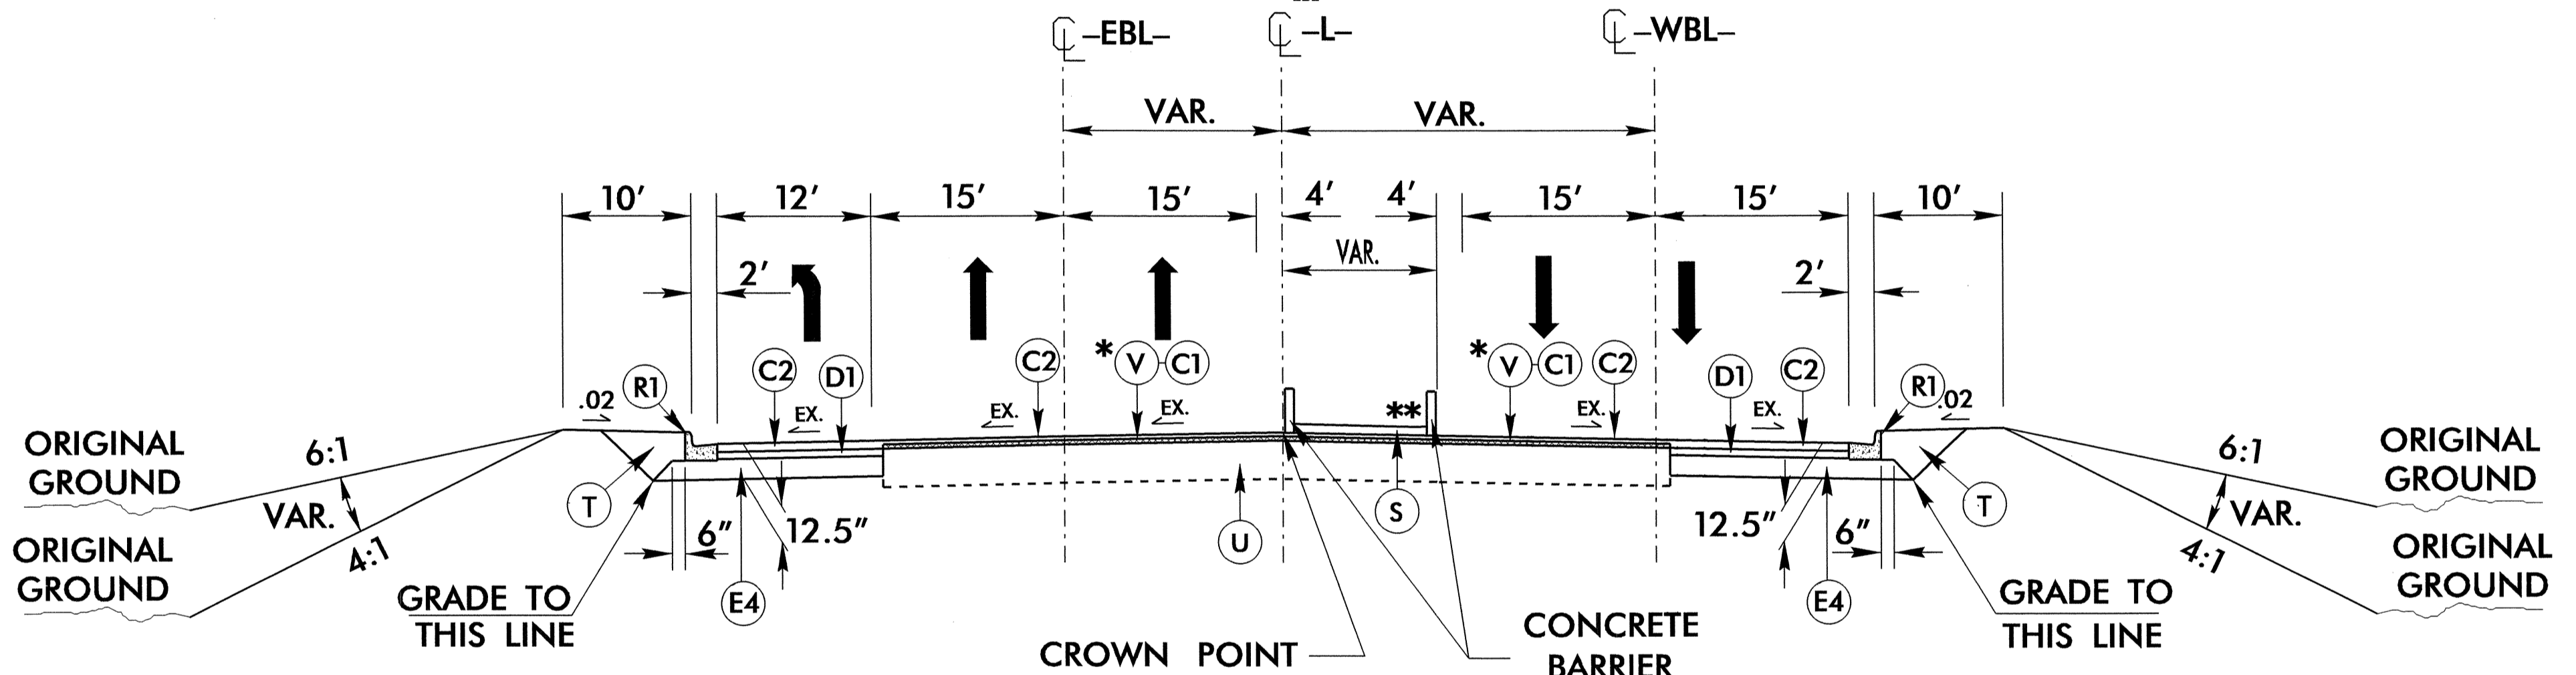 ℄ -EBL-
℄ -L-
℄ -WBL-
VAR.
VAR.
10'
12'
15'
15'
4'
4'
15'
15'
10'
VAR.
2'
2'
C2
D1
C2
* V C1
* V C1
C2
D1
C2
R1
R1
.02
EX.
EX.
EX.
**
EX.
EX.
.02
ORIGINAL
GROUND
6:1
6:1
ORIGINAL
GROUND
VAR.
T
S
T
VAR.
6"
12.5"
U
12.5"
6"
ORIGINAL
GROUND
4:1
4:1
ORIGINAL
GROUND
E4
E4
GRADE TO
THIS LINE
GRADE TO
THIS LINE
CROWN POINT
CONCRETE
BARRIER